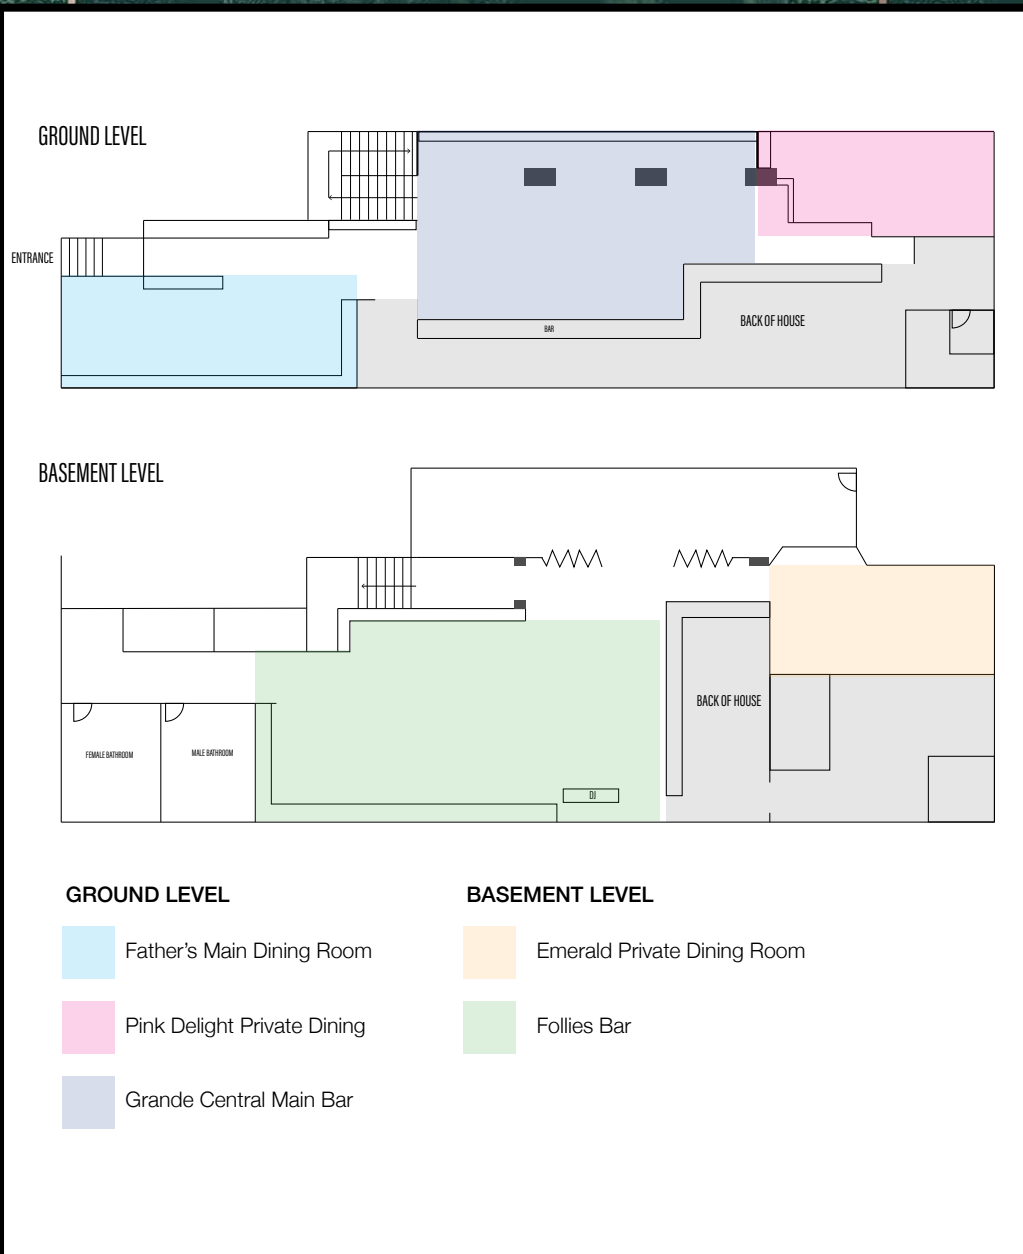 GROUND LEVEL
ENTRANCE
BACK OF HOUSE
BAR
BASEMENT LEVEL
BACK OF HOUSE
FEMALE BATHROOM
MALE BATHROOM
DJ
GROUND LEVEL
Father's Main Dining Room
Pink Delight Private Dining
Grande Central Main Bar
BASEMENT LEVEL
Emerald Private Dining Room
Follies Bar